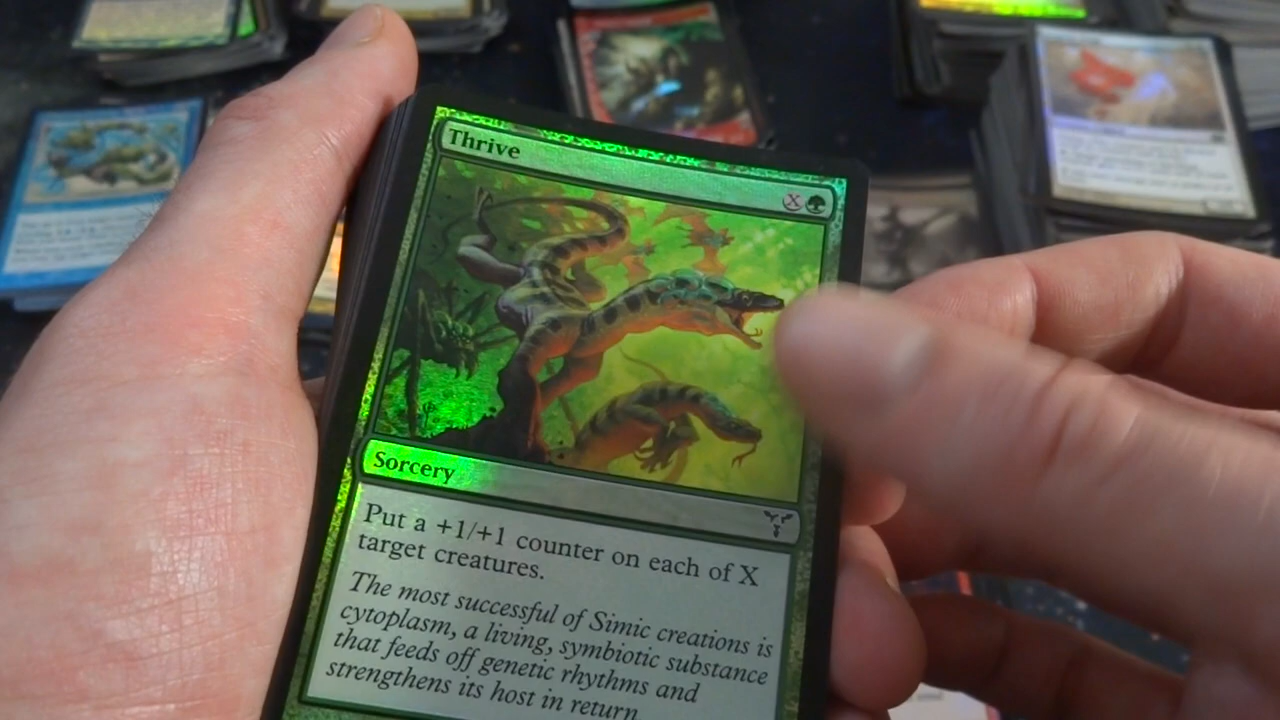 Thrive
X
Sorcery
Put a +1/+1 counter on each of X
target creatures.
The most successful of Simic creations is
cytoplasm, a living, symbiotic substance
that feeds off genetic rhythms and
strengthens its host in return